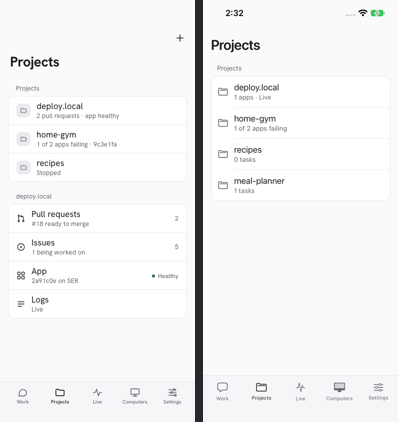 Projects
Projects
deploy.local
2 pull requests · app healthy
home-gym
1 of 2 apps failing · 9c3e1fa
recipes
Stopped
deploy.local
Pull requests
#18 ready to merge
2
Issues
1 being worked on
5
App
2a91c0e on SER
Healthy
Logs
Live
Work
Projects
Live
Computers
Settings
2:32
Projects
Projects
deploy.local
1 apps · Live
home-gym
1 of 2 apps failing
recipes
0 tasks
meal-planner
1 tasks
Work
Projects
Live
Computers
Settings